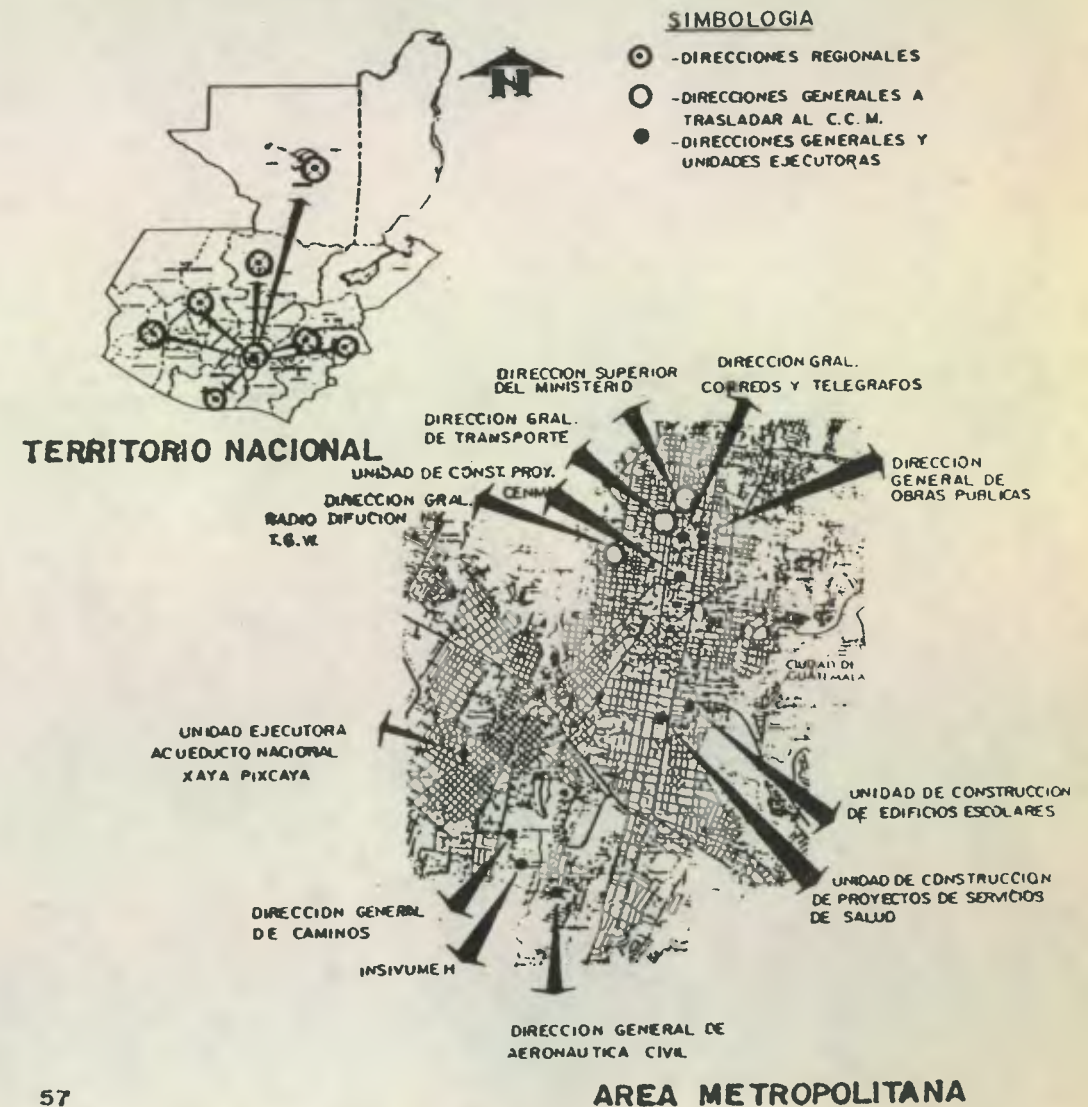 SIMBOLOGIA
-DIRECCIONES REGIONALES
-DIRECCIONES GENERALES A
TRASLADAR AL C.C.M.
-DIRECCIONES GENERALES Y
UNIDADES EJECUTORAS
N
TERRITORIO NACIONAL
DIRECCION SUPERIOR
DEL MINISTERIO
DIRECCION GRAL.
CORREOS Y TELEGRAFOS
DIRECCION GRAL.
DE TRANSPORTE
UNIDAD DE CONST. PROY.
DIRECCION GRAL.
RADIO DIFUCION
T.G.W.
DIRECCION
GENERAL DE
OBRAS PUBLICAS
CIUDAD DE
GUATEMALA
UNIDAD EJECUTORA
ACUEDUCTO NACIONAL
XAYA PIXCAYA
UNIDAD DE CONSTRUCCION
DE EDIFICIOS ESCOLARES
UNIDAD DE CONSTRUCCION
DE PROYECTOS DE SERVICIOS
DE SALUD
DIRECCION GENERAL
DE CAMINOS
INSIVUMEH
DIRECCION GENERAL DE
AERONAUTICA CIVIL
57
AREA METROPOLITANA